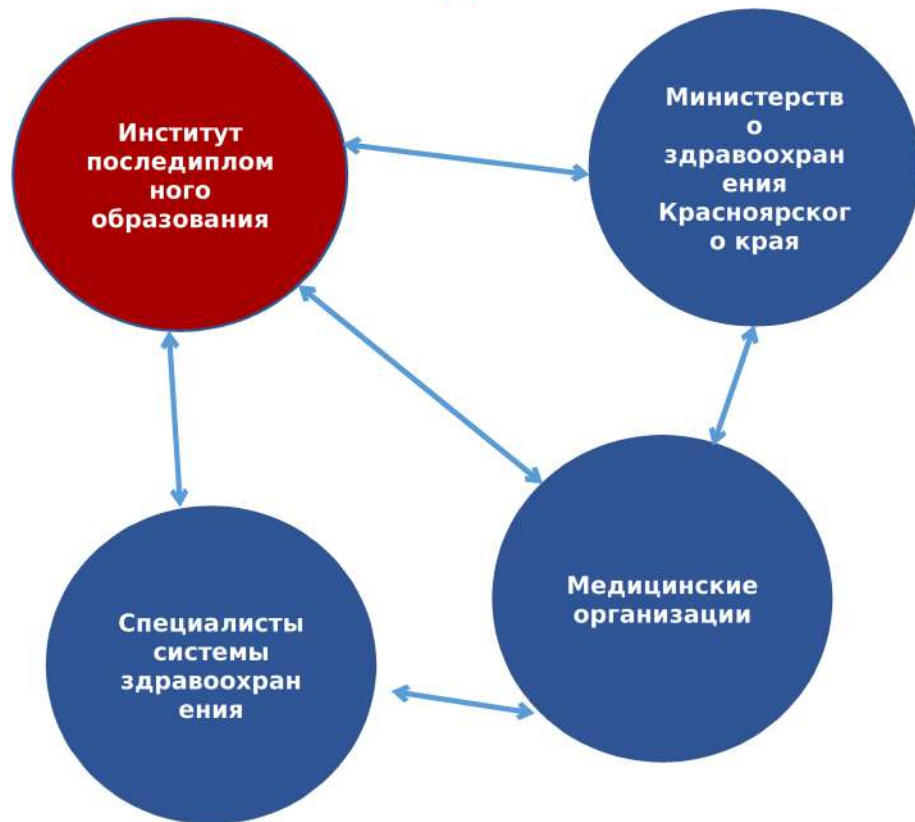 Институт
последиплом
ного
образования
Министерств
о
здравоохран
ения
Красноярског
о края
Медицинские
организации
Специалисты
системы
здравоохран
ения